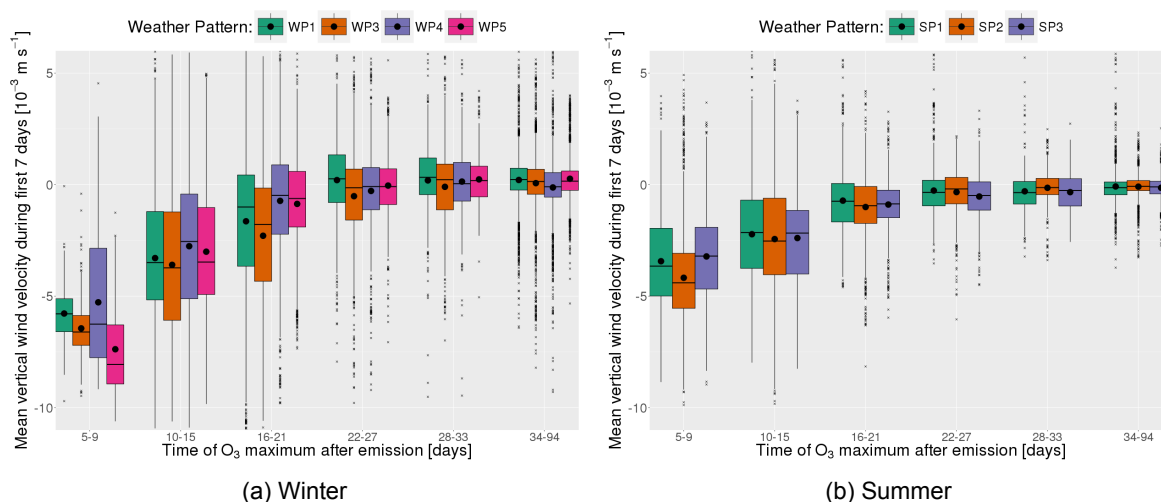 Weather Pattern: WP1 WP3 WP4 WP5
Mean vertical wind velocity during first 7 days [10⁻³ m s⁻¹]
5
0
-5
-10
5-9 10-15 16-21 22-27 28-33 34-94
Time of O₃ maximum after emission [days]
(a) Winter
Weather Pattern: SP1 SP2 SP3
Mean vertical wind velocity during first 7 days [10⁻³ m s⁻¹]
5
0
-5
-10
5-9 10-15 16-21 22-27 28-33 34-94
Time of O₃ maximum after emission [days]
(b) Summer